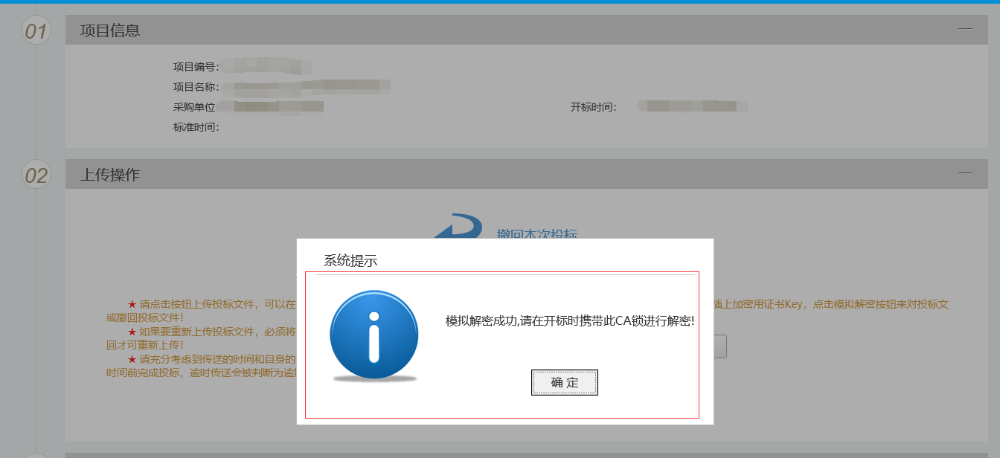 01
项目信息
项目编号:
项目名称:
采购单位
开标时间:
标准时间:
02
上传操作
撤回本次投标
系统提示
★ 请点击按钮上传投标文件，可以在
插上加密用证书Key，点击模拟解密按钮来对投标文
或撤回投标文件!
★ 如果要重新上传投标文件，必须将
回才可重新上传!
★ 请充分考虑到传送的时间和自身的
时间前完成投标，逾时传送会被判断为逾
模拟解密成功,请在开标时携带此CA锁进行解密!
确 定